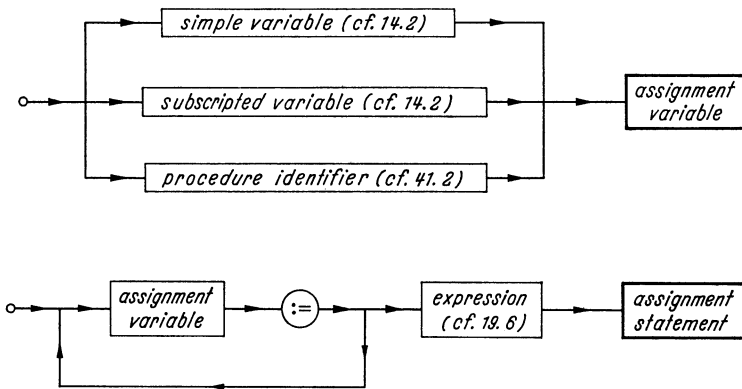 simple variable (cf. 14.2)
subscripted variable (cf. 14.2)
assignment
variable
procedure identifier (cf. 41.2)
assignment
variable
:=
expression
(cf. 19.6)
assignment
statement